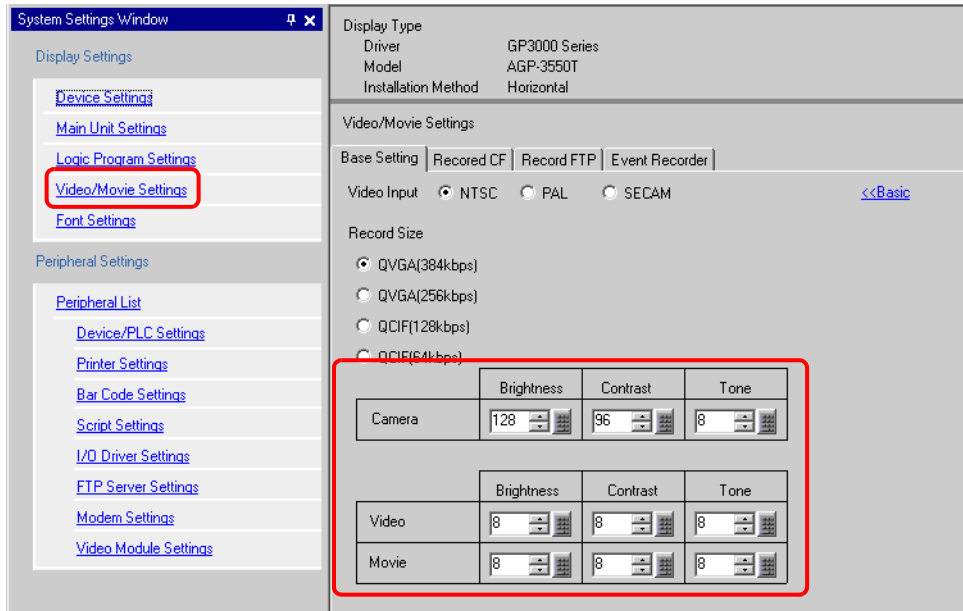 System Settings Window
Display Settings
Device Settings
Main Unit Settings
Logic Program Settings
Video/Movie Settings
Font Settings
Peripheral Settings
Peripheral List
Device/PLC Settings
Printer Settings
Bar Code Settings
Script Settings
I/O Driver Settings
FTP Server Settings
Modem Settings
Video Module Settings
Display Type
Driver GP3000 Series
Model AGP-3550T
Installation Method Horizontal
Video/Movie Settings
Base Setting Recored CF Record FTP Event Recorder
Video Input NTSC PAL SECAM <<Basic
Record Size
QVGA(384kbps)
QVGA(256kbps)
QCIF(128kbps)
QCIF(64kbps)
Brightness Contrast Tone
Camera 128 96 8
Brightness Contrast Tone
Video 8 8 8
Movie 8 8 8